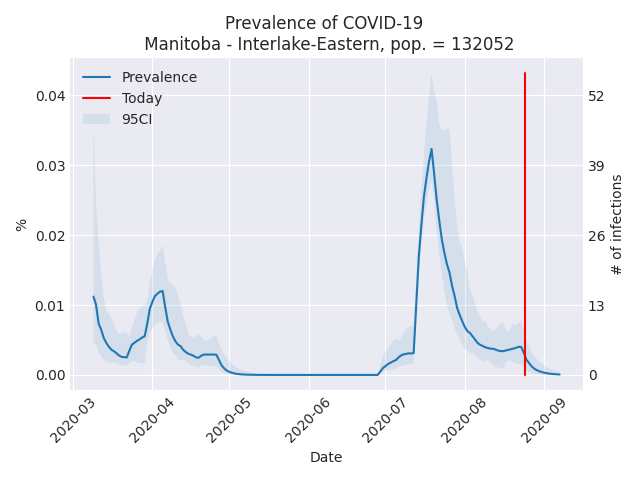 Prevalence of COVID-19
Manitoba - Interlake-Eastern, pop. = 132052
Prevalence
Today
95CI
%
0.04
0.03
0.02
0.01
0.00
52
39
26
13
0
# of infections
2020-03
2020-04
2020-05
2020-06
2020-07
2020-08
2020-09
Date